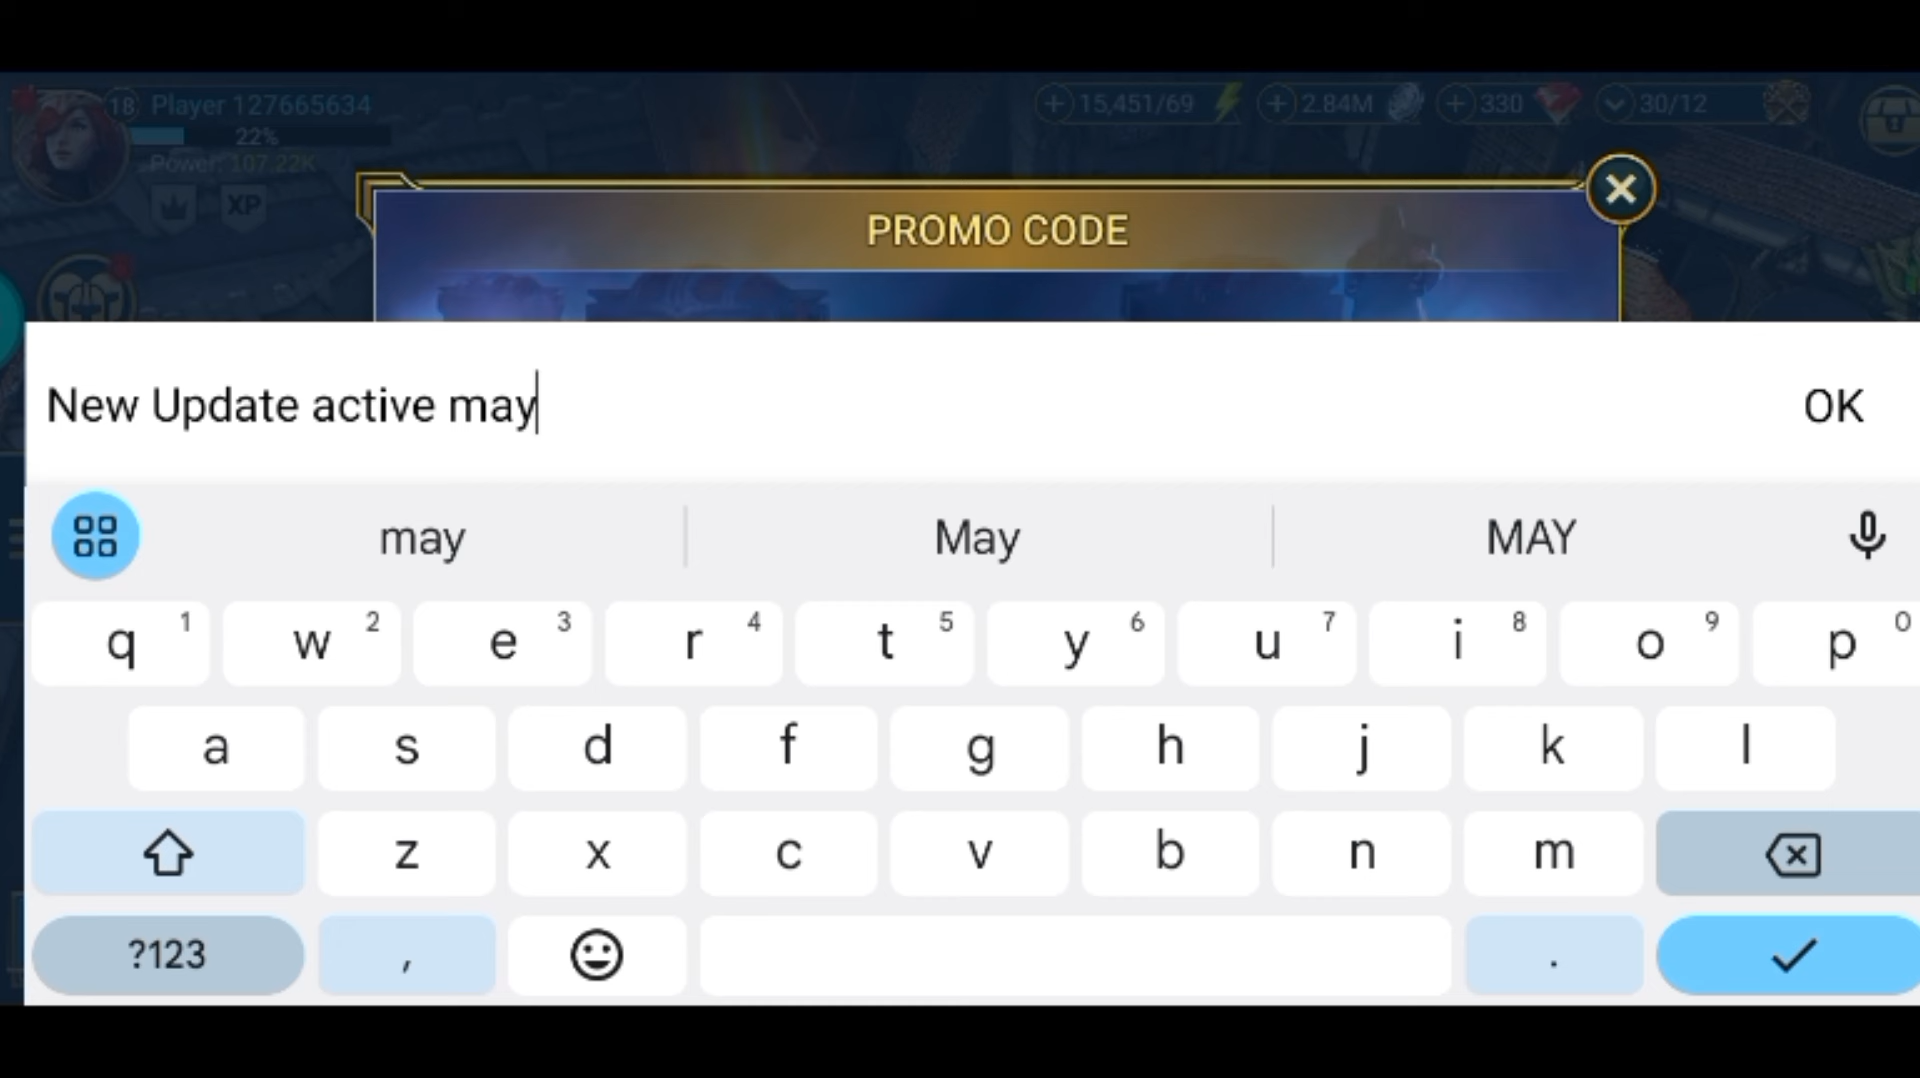 18 Player 127665634
22%
Power: 107.22K
XP
15,451/69
2.84M
330
30/12
PROMO CODE
New Update active may
OK
may May MAY
q 1 w 2 e 3 r 4 t 5 y 6 u 7 i 8 o 9 p 0
a s d f g h j k l
z x c v b n m
?123 , .